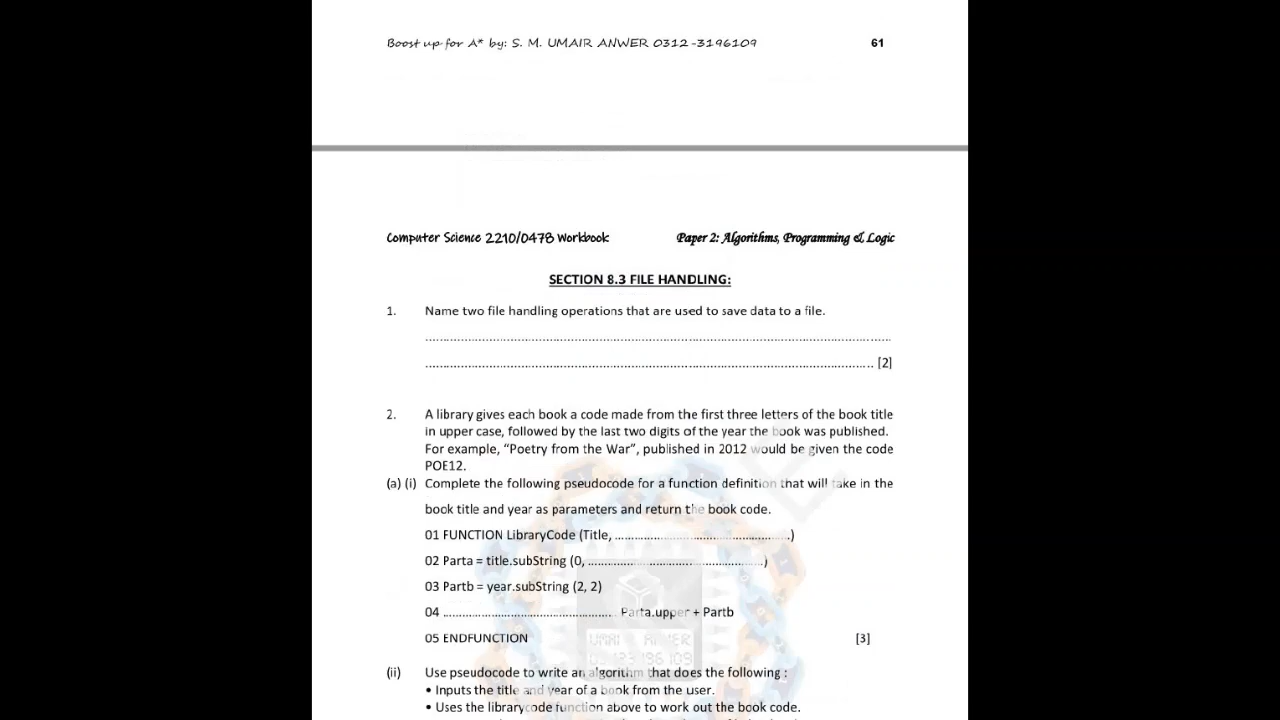 Boost up for A* by: S. M. UMAIR ANWER 0312-3196109 61
Computer Science 2210/0478 Workbook Paper 2: Algorithms, Programming & Logic
SECTION 8.3 FILE HANDLING:
1. Name two file handling operations that are used to save data to a file.
....................................................................................................................................
................................................................................................................................ [2]
2. A library gives each book a code made from the first three letters of the book title
in upper case, followed by the last two digits of the year the book was published.
For example, “Poetry from the War”, published in 2012 would be given the code
POE12.
(a) (i) Complete the following pseudocode for a function definition that will take in the
book title and year as parameters and return the book code.
01 FUNCTION LibraryCode (Title, ..................................................)
02 Parta = title.subString (0, ..................................................)
03 Partb = year.subString (2, 2)
04 ................................................ Parta.upper + Partb
05 ENDFUNCTION [3]
UMAIR ANWER
(ii) Use pseudocode to write an algorithm that does the following :
• Inputs the title and year of a book from the user.
• Uses the librarycode function above to work out the book code.